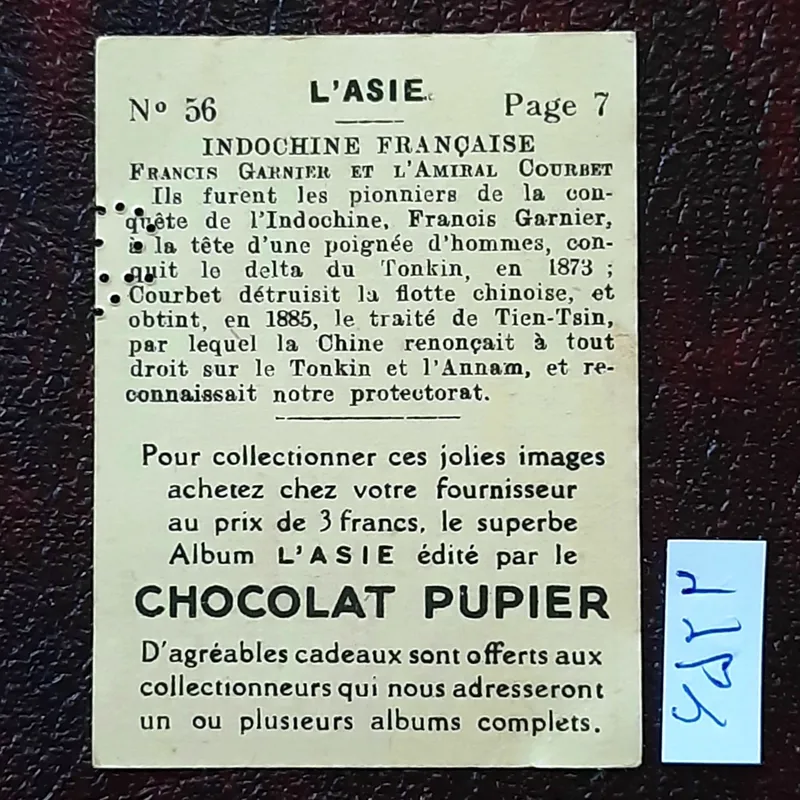 L'ASIE
Nº 56
Page 7
INDOCHINE FRANÇAISE
FRANCIS GARNIER ET L'AMIRAL COURBET
Ils furent les pionniers de la con-
quête de l'Indochine, Francis Garnier,
à la tête d'une poignée d'hommes, con-
quit le delta du Tonkin, en 1873 ;
Courbet détruisit la flotte chinoise, et
obtint, en 1885, le traité de Tien-Tsin,
par lequel la Chine renonçait à tout
droit sur le Tonkin et l'Annam, et re-
connaissait notre protectorat.
Pour collectionner ces jolies images
achetez chez votre fournisseur
au prix de 3 francs, le superbe
Album L'ASIE édité par le
CHOCOLAT PUPIER
D'agréables cadeaux sont offerts aux
collectionneurs qui nous adresseront
un ou plusieurs albums complets.